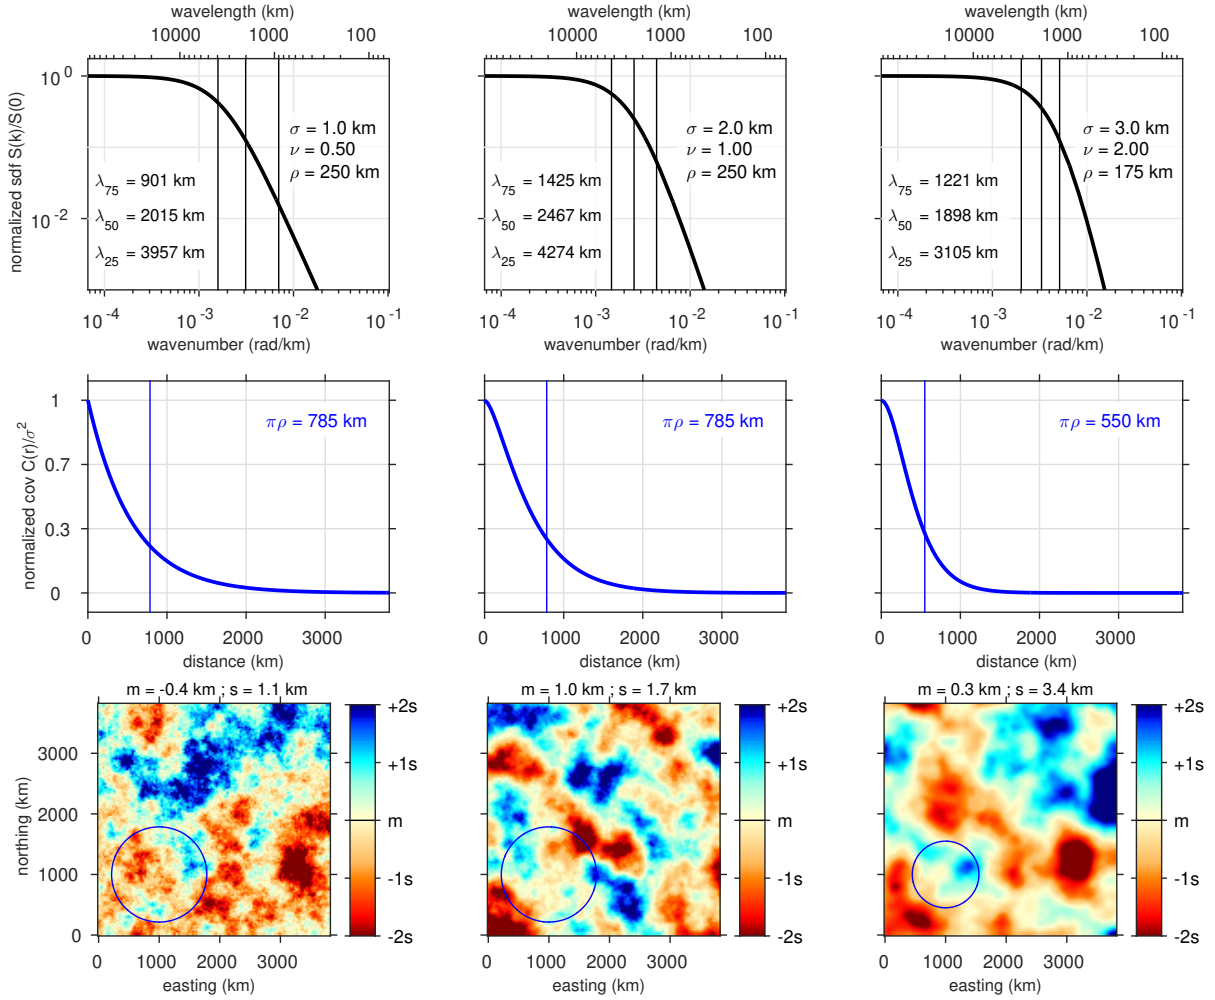 wavelength (km)
10000 1000 100
wavelength (km)
10000 1000 100
wavelength (km)
10000 1000 100
normalized sdf S(k)/S(0)
10^0
10^-2
σ = 1.0 km
ν = 0.50
ρ = 250 km
λ75 = 901 km
λ50 = 2015 km
λ25 = 3957 km
10^-4 10^-3 10^-2 10^-1
wavenumber (rad/km)
σ = 2.0 km
ν = 1.00
ρ = 250 km
λ75 = 1425 km
λ50 = 2467 km
λ25 = 4274 km
10^-4 10^-3 10^-2 10^-1
wavenumber (rad/km)
σ = 3.0 km
ν = 2.00
ρ = 175 km
λ75 = 1221 km
λ50 = 1898 km
λ25 = 3105 km
10^-4 10^-3 10^-2 10^-1
wavenumber (rad/km)
normalized cov C(r)/σ^2
1
0.7
0.3
0
πρ = 785 km
0 1000 2000 3000
distance (km)
πρ = 785 km
0 1000 2000 3000
distance (km)
πρ = 550 km
0 1000 2000 3000
distance (km)
m = -0.4 km ; s = 1.1 km
northing (km)
3000
2000
1000
0
0 1000 2000 3000
easting (km)
+2s
+1s
m
-1s
-2s
m = 1.0 km ; s = 1.7 km
0 1000 2000 3000
easting (km)
+2s
+1s
m
-1s
-2s
m = 0.3 km ; s = 3.4 km
0 1000 2000 3000
easting (km)
+2s
+1s
m
-1s
-2s